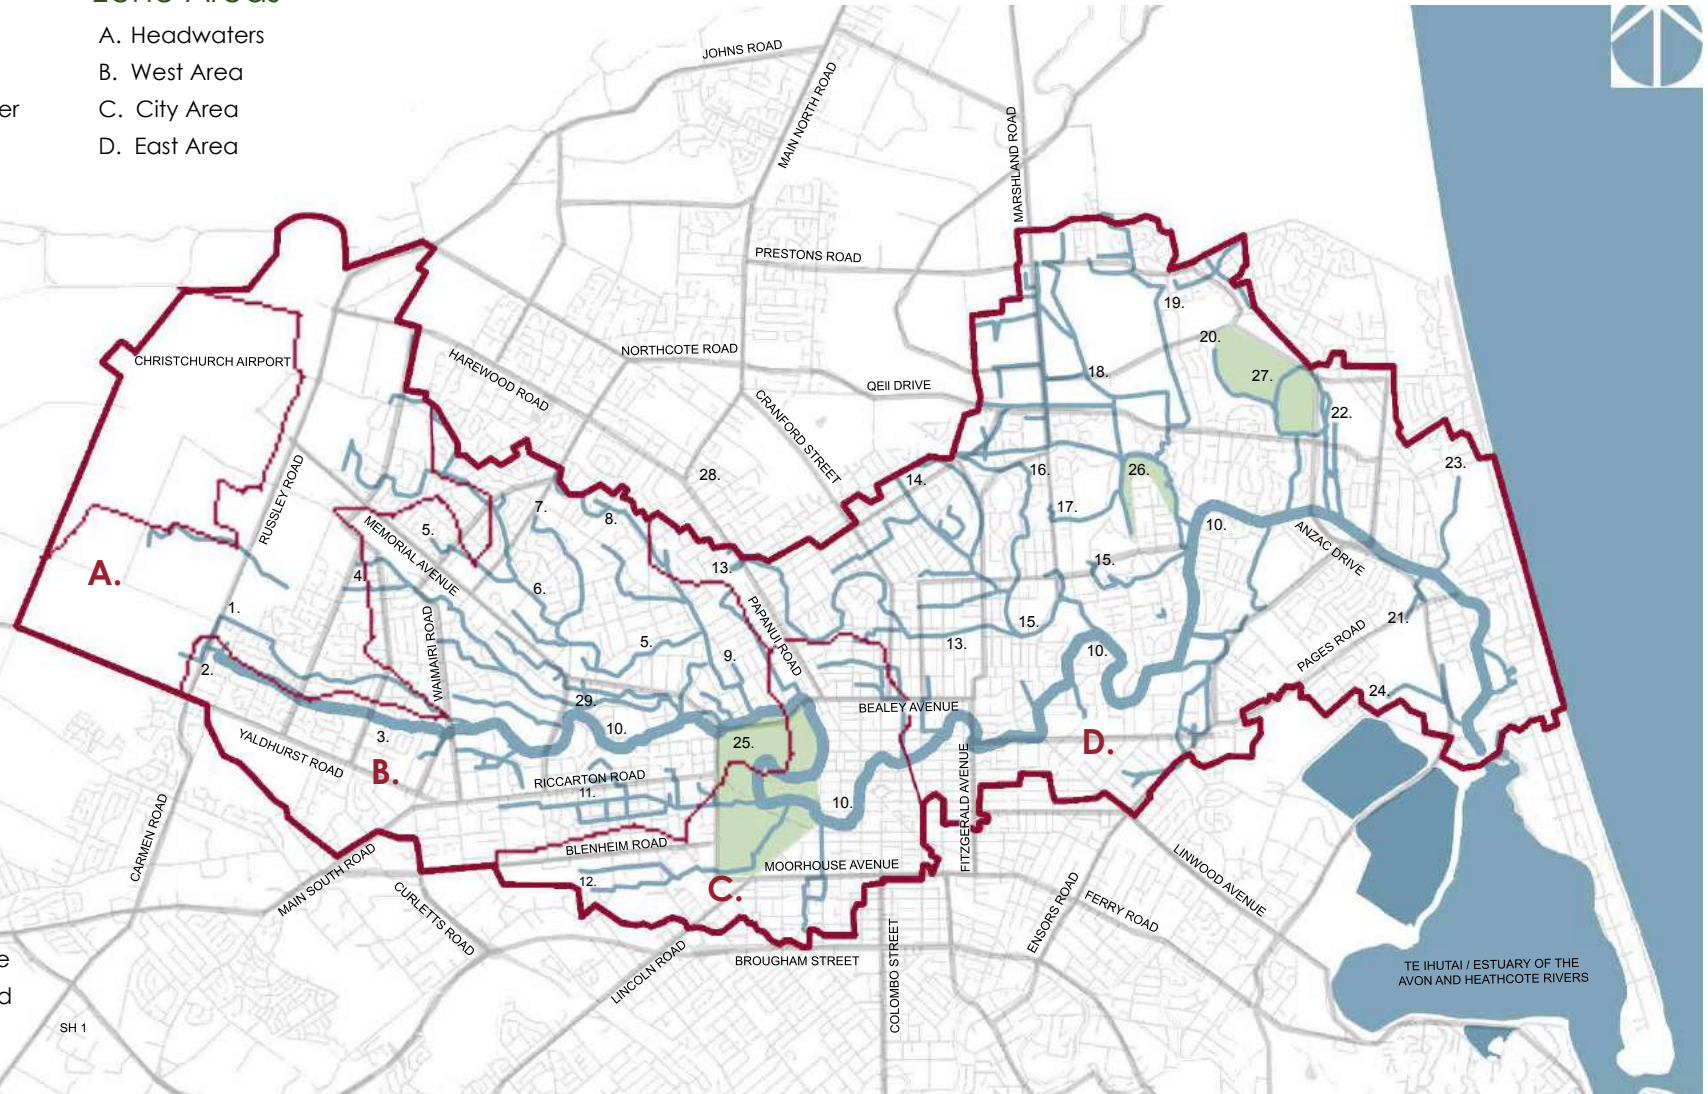 Zone Areas
A. Headwaters
B. West Area
er
C. City Area
D. East Area
JOHNS ROAD
MAIN NORTH ROAD
MARSHLAND ROAD
PRESTONS ROAD
19.
20.
CHRISTCHURCH AIRPORT
HAREWOOD ROAD
NORTHCOTE ROAD
QEII DRIVE
18.
27.
22.
CRANFORD STREET
23.
RUSSLEY ROAD
28.
14.
16.
26.
7.
8.
17.
10.
5.
MEMORIAL AVENUE
ANZAC DRIVE
A.
4.
6.
13.
15.
1.
WAIMAIRI ROAD
PAPANUI ROAD
15.
21.
PAGES ROAD
2.
5.
9.
13.
10.
24.
29.
BEALEY AVENUE
3.
10.
25.
D.
YALDHURST ROAD
B.
RICCARTON ROAD
11.
10.
FITZGERALD AVENUE
CARMEN ROAD
BLENHEIM ROAD
MOORHOUSE AVENUE
MAIN SOUTH ROAD
12.
C.
LINWOOD AVENUE
CURLETTS ROAD
ENSORS ROAD
FERRY ROAD
e
LINCOLN ROAD
BROUGHAM STREET
COLOMBO STREET
TE IHUTAI / ESTUARY OF THE
AVON AND HEATHCOTE RIVERS
d
SH 1